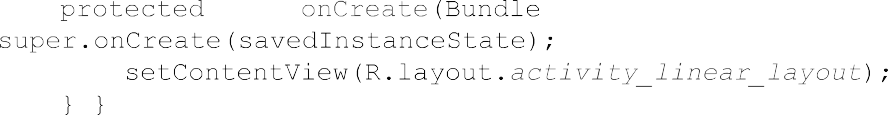 protected onCreate(Bundle
super.onCreate(savedInstanceState);
setContentView(R.layout.activity_linear_layout);
} }